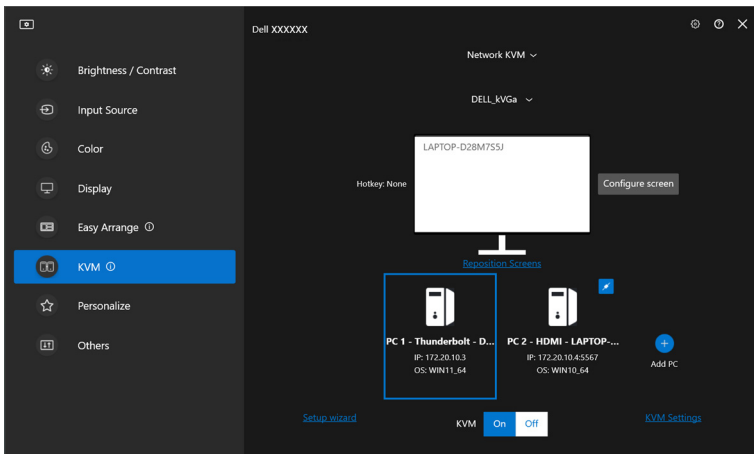 Dell XXXXXX
Brightness / Contrast
Input Source
Color
Display
Easy Arrange
KVM
Personalize
Others
Network KVM
DELL_kVGa
LAPTOP-D28M7S5J
Hotkey: None
Configure screen
Reposition Screens
PC 1 - Thunderbolt - D...
IP: 172.20.10.3
OS: WIN11_64
PC 2 - HDMI - LAPTOP-...
IP: 172.20.10.4:5567
OS: WIN10_64
Add PC
Setup wizard
KVM
On
Off
KVM Settings